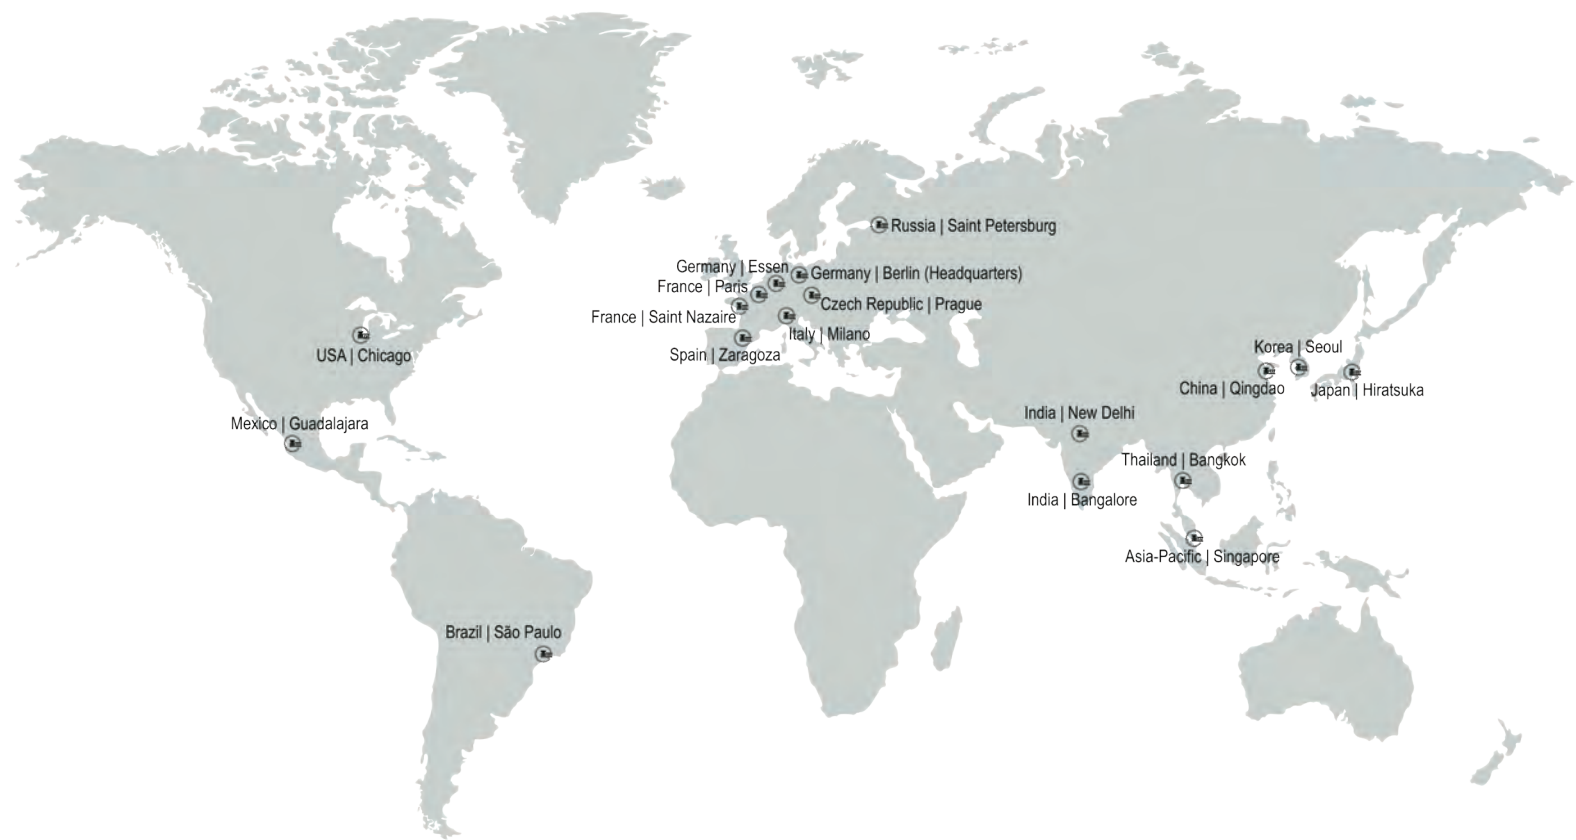 Russia | Saint Petersburg
Germany | Essen
Germany | Berlin (Headquarters)
France | Paris
Czech Republic | Prague
France | Saint Nazaire
Italy | Milano
Spain | Zaragoza
USA | Chicago
Korea | Seoul
China | Qingdao
Japan | Hiratsuka
Mexico | Guadalajara
India | New Delhi
Thailand | Bangkok
India | Bangalore
Asia-Pacific | Singapore
Brazil | São Paulo